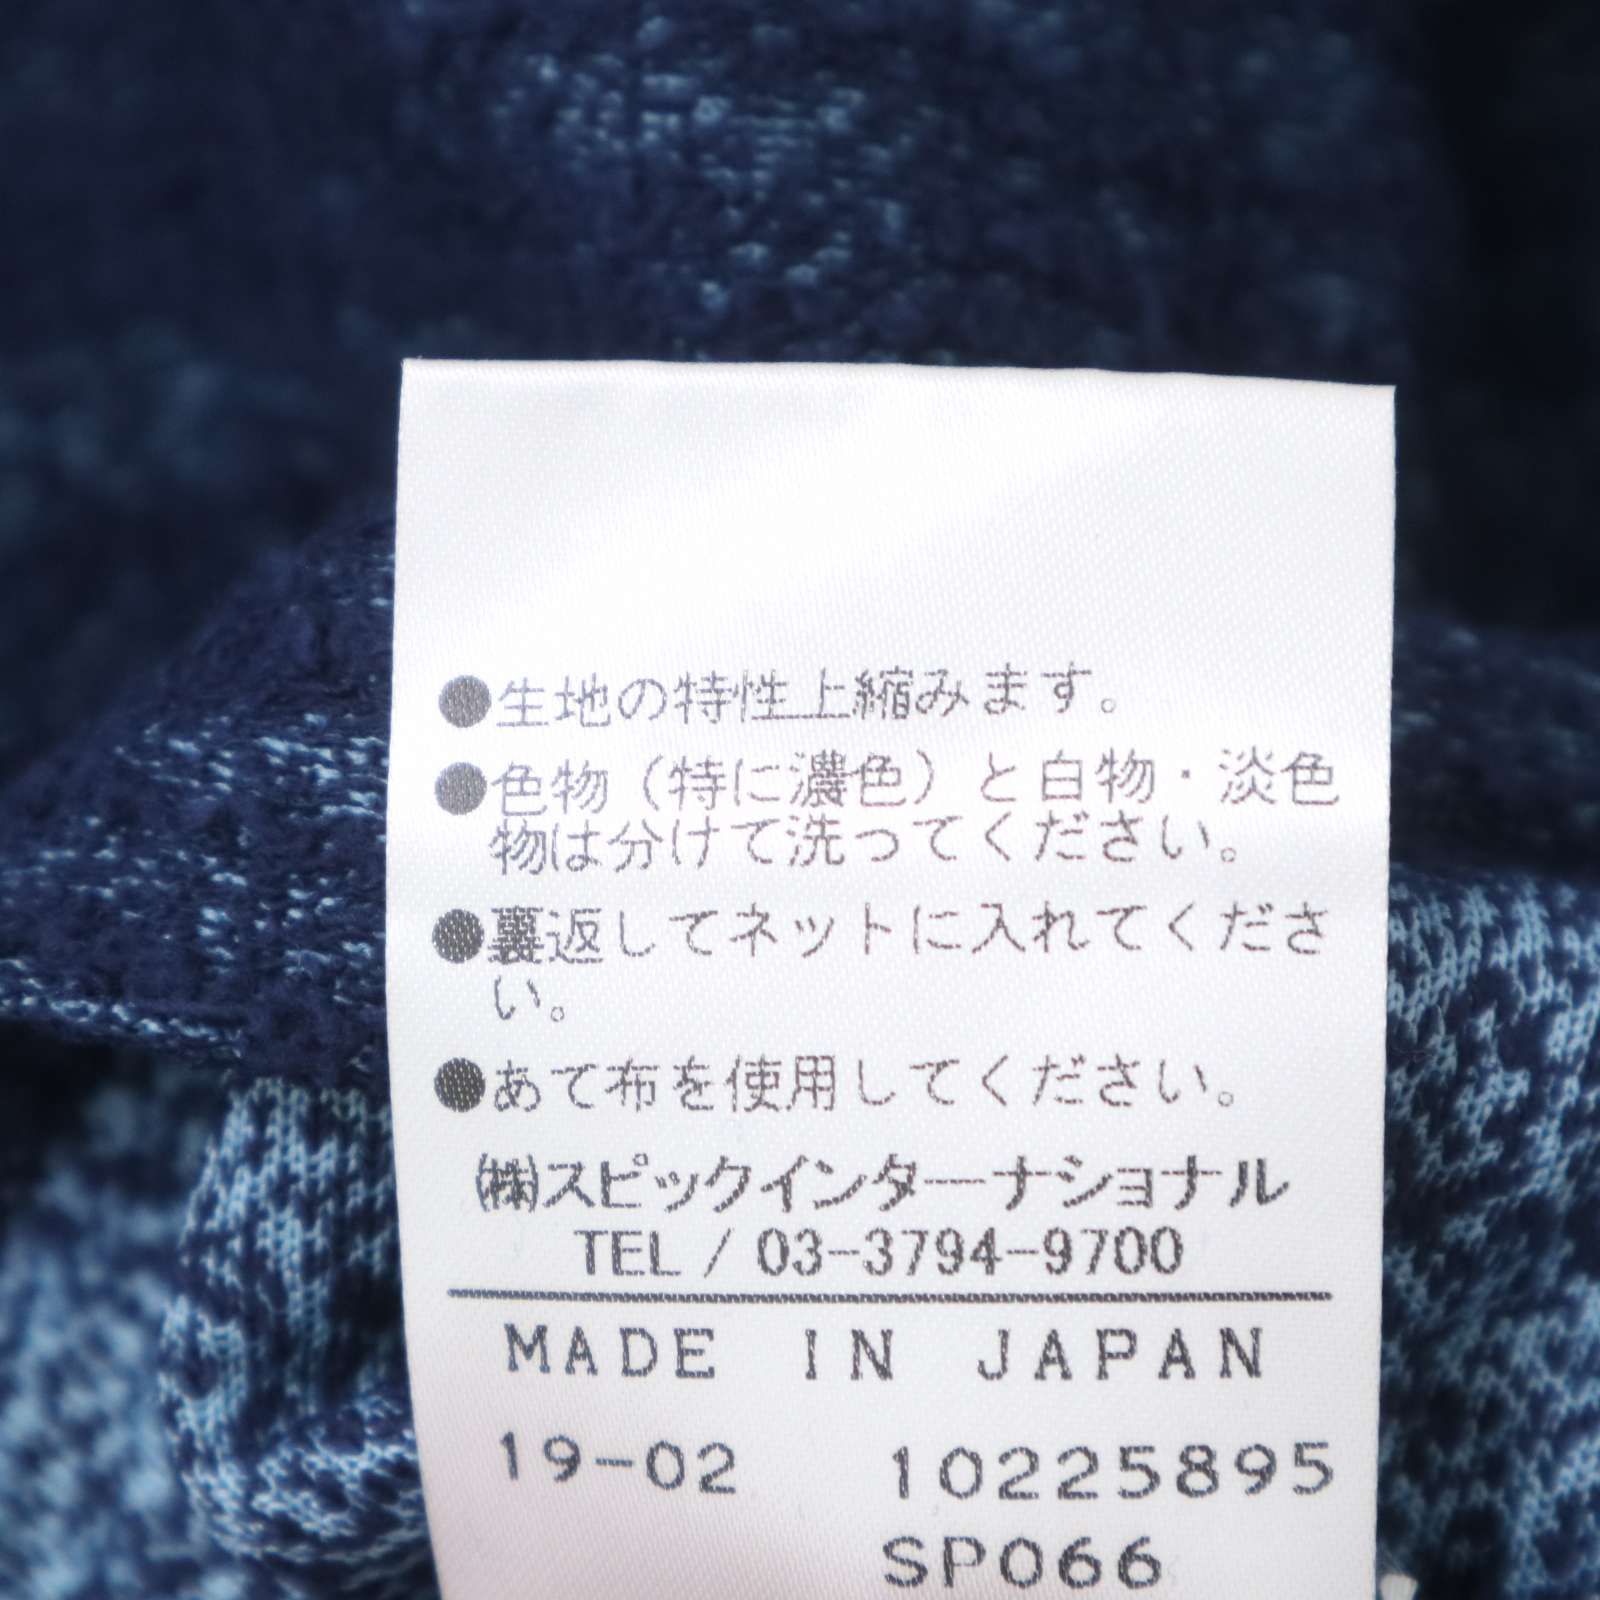 ●生地の特性上縮みます。
●色物（特に濃色）と白物・淡色
物は分けて洗ってください。
●裏返してネットに入れてくださ
い。
●あて布を使用してください。
㈱スピックインターナショナル
TEL / 03-3794-9700
MADE IN JAPAN
19-02 10225895
SP066